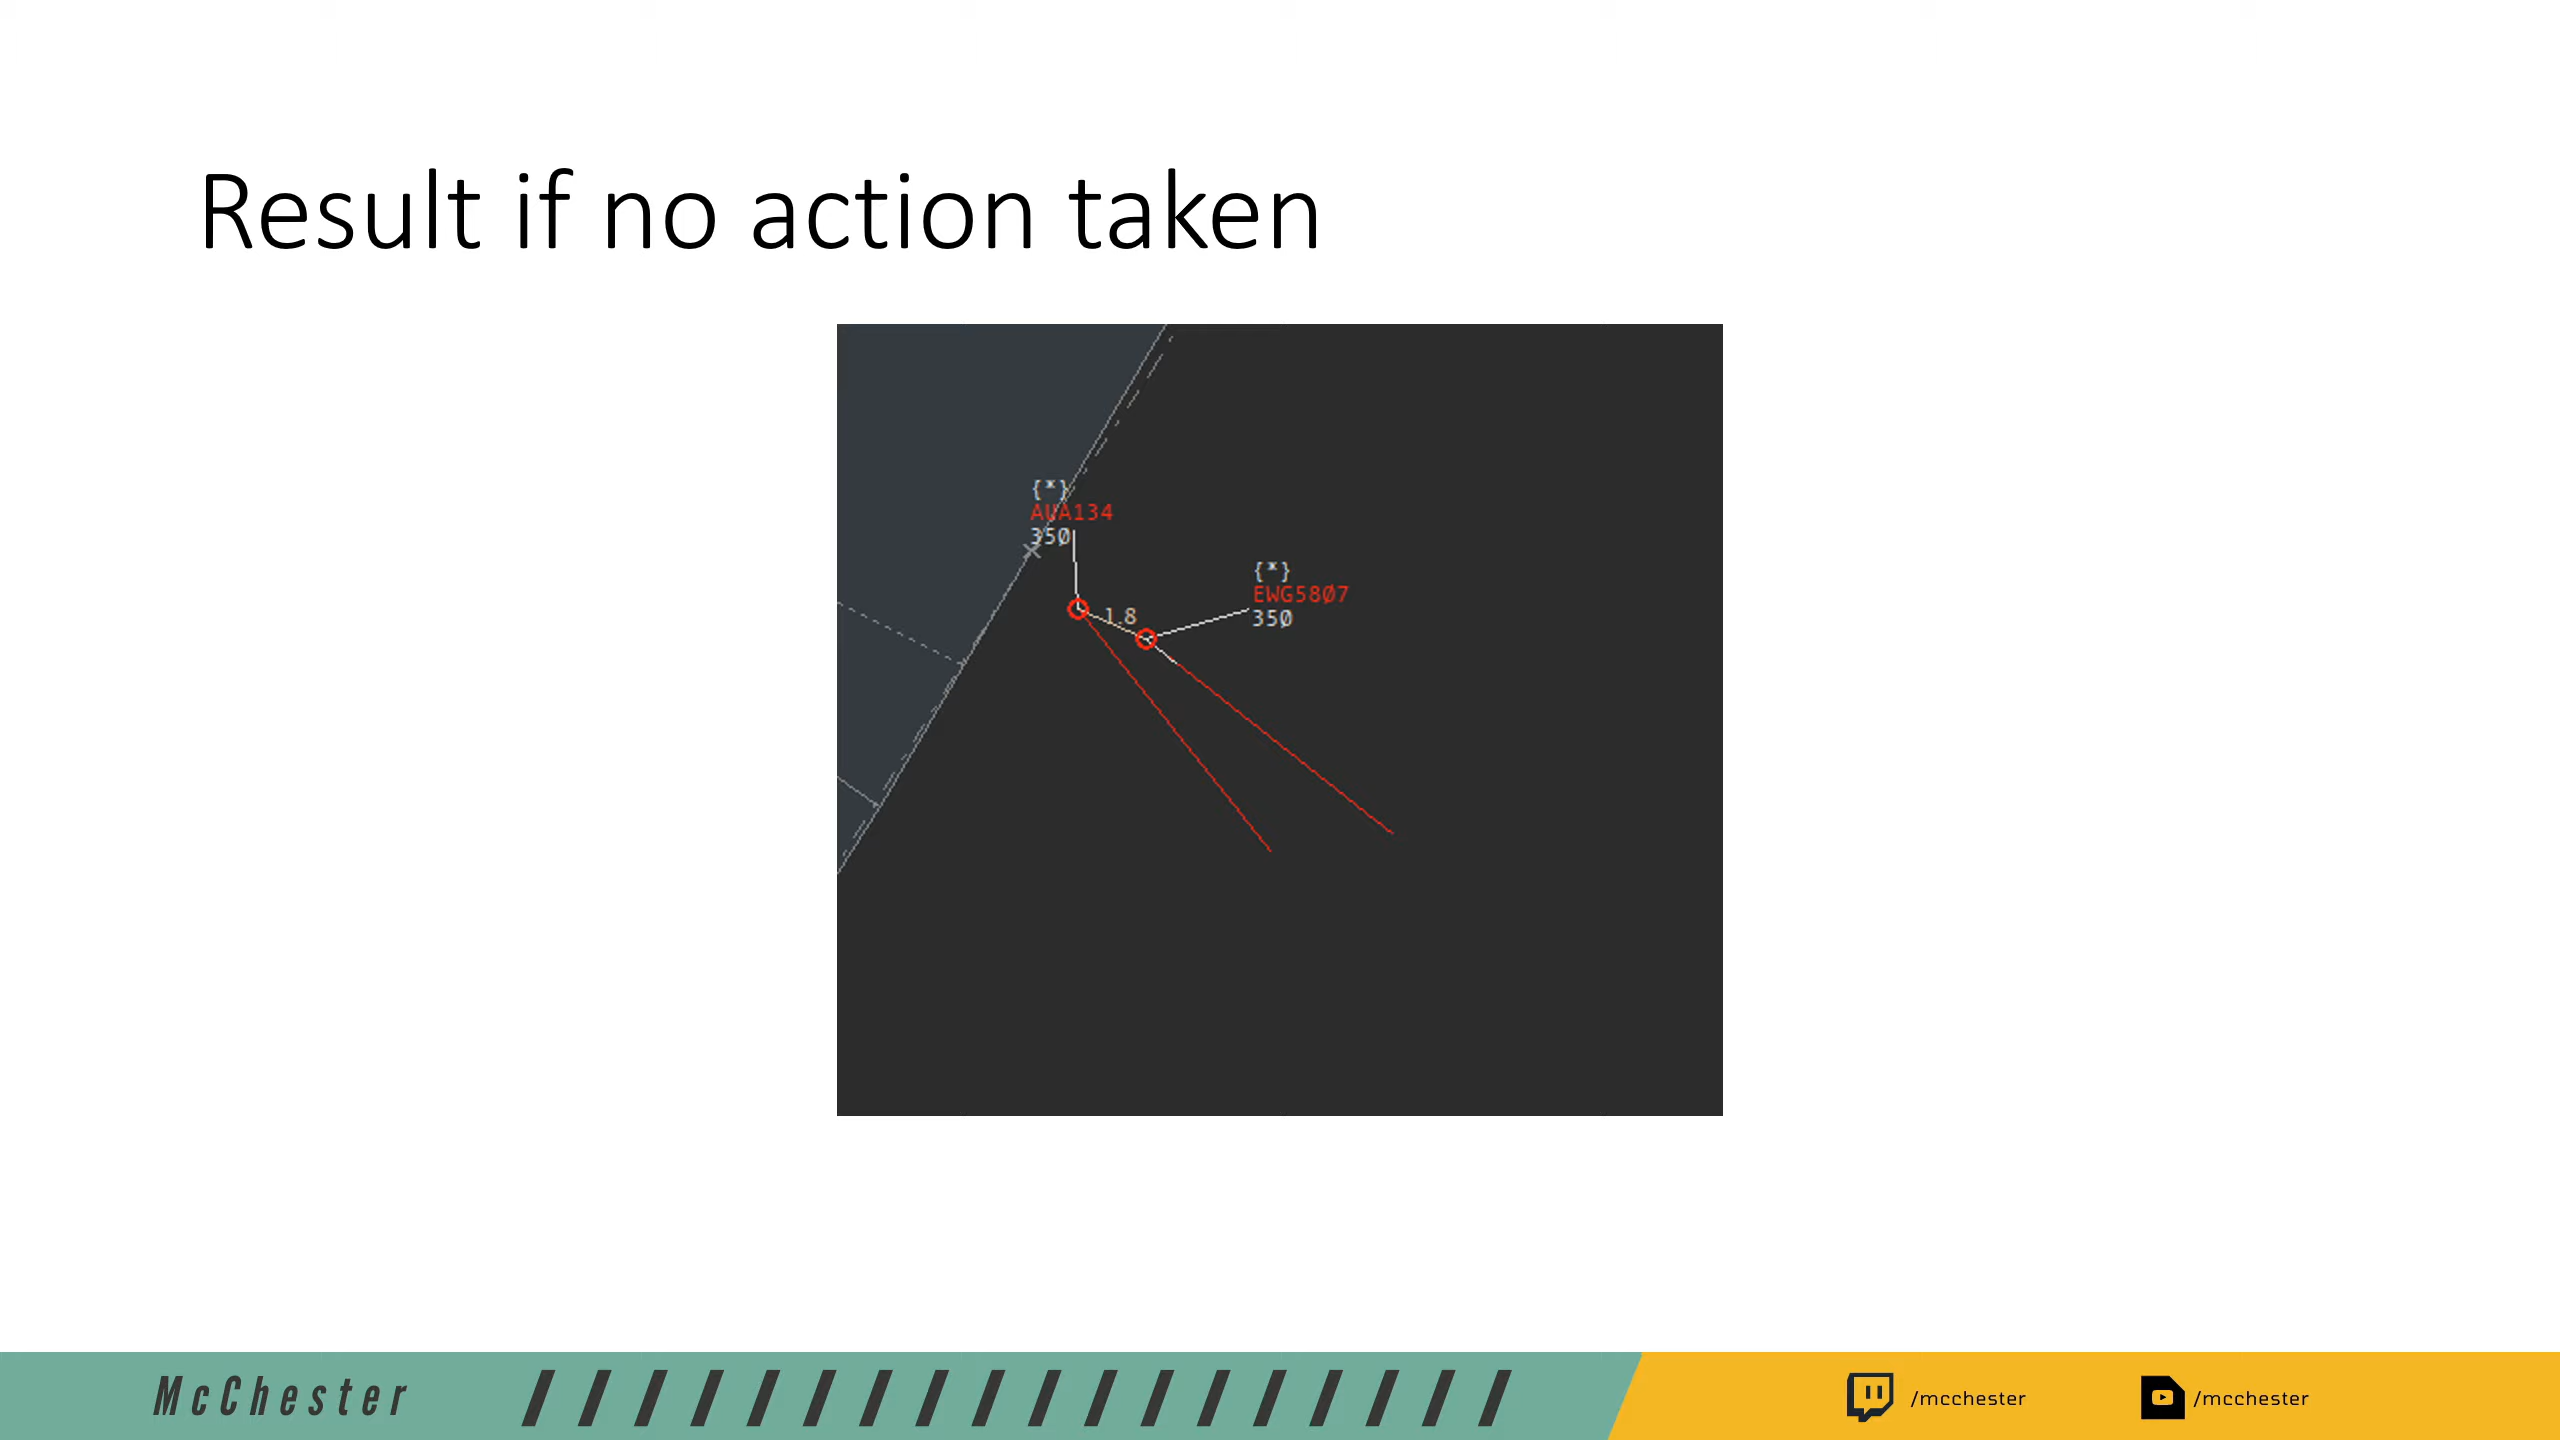 Result if no action taken
{*}
AUA134
350
1.8
{*}
EWG5807
350
McChester
/mcchester
/mcchester